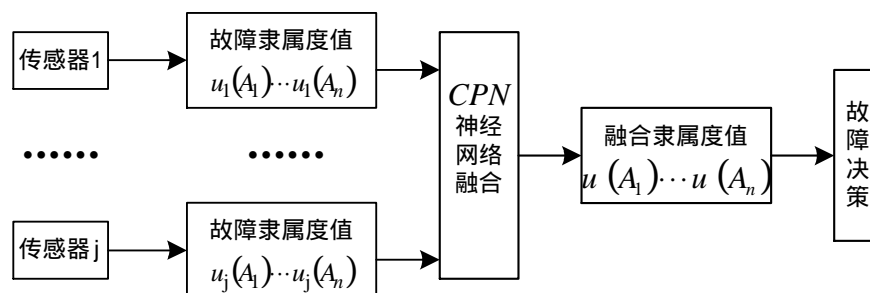 传感器1
故障隶属度值
u₁(A₁)···u₁(Aₙ)
••••••
••••••
传感器j
故障隶属度值
uⱼ(A₁)···uⱼ(Aₙ)
CPN
神经
网络
融合
融合隶属度值
u (A₁)···u (Aₙ)
故
障
决
策